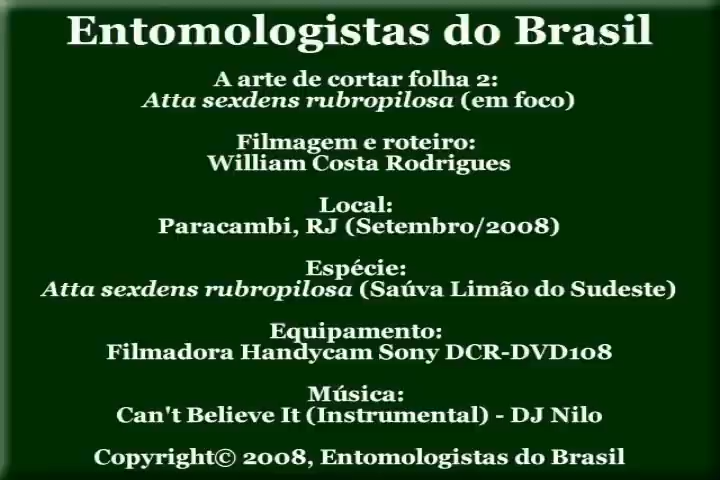 Entomologistas do Brasil
A arte de cortar folha 2:
Atta sexdens rubropilosa (em foco)
Filmagem e roteiro:
William Costa Rodrigues
Local:
Paracambi, RJ (Setembro/2008)
Espécie:
Atta sexdens rubropilosa (Saúva Limão do Sudeste)
Equipamento:
Filmadora Handycam Sony DCR-DVD108
Música:
Can't Believe It (Instrumental) - DJ Nilo
Copyright© 2008, Entomologistas do Brasil